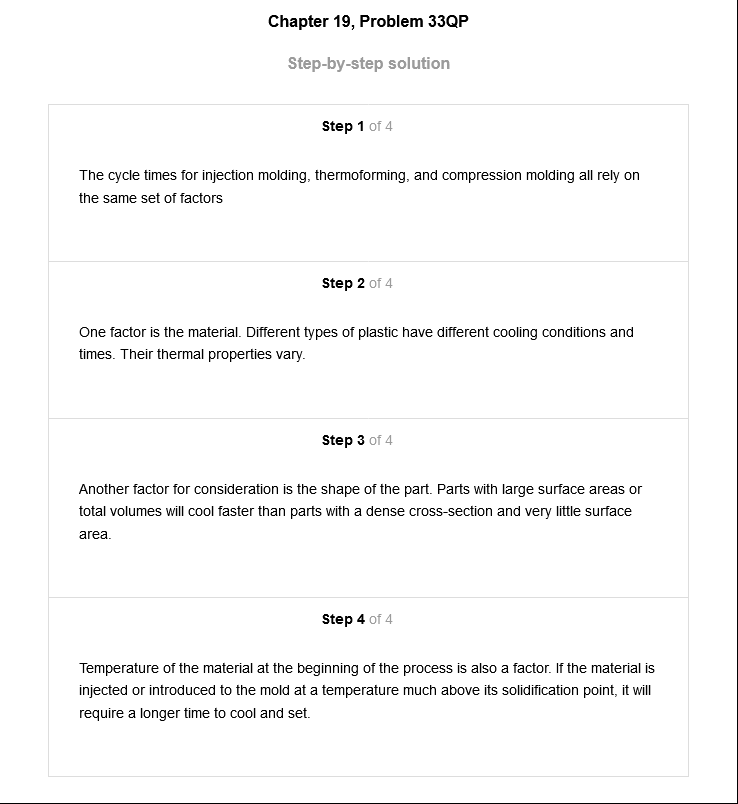 Chapter 19, Problem 33QP
Step-by-step solution
Step 1 of 4
The cycle times for injection molding, thermoforming, and compression molding all rely on
the same set of factors
Step 2 of 4
One factor is the material. Different types of plastic have different cooling conditions and
times. Their thermal properties vary.
Step 3 of 4
Another factor for consideration is the shape of the part. Parts with large surface areas or
total volumes will cool faster than parts with a dense cross-section and very little surface
area.
Step 4 of 4
Temperature of the material at the beginning of the process is also a factor. If the material is
injected or introduced to the mold at a temperature much above its solidification point, it will
require a longer time to cool and set.